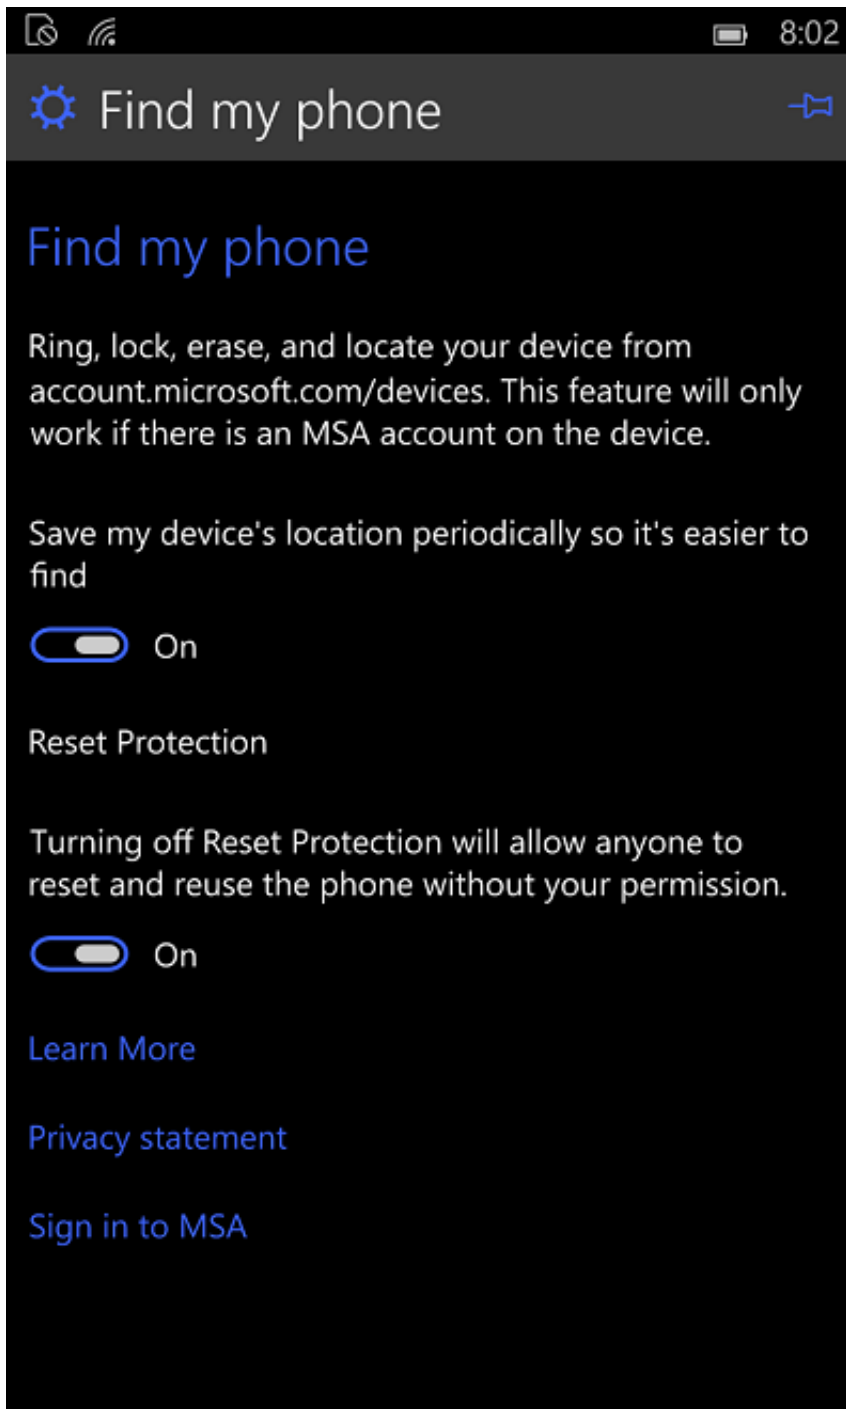 8:02
Find my phone
Find my phone
Ring, lock, erase, and locate your device from
account.microsoft.com/devices. This feature will only
work if there is an MSA account on the device.
Save my device's location periodically so it's easier to
find
On
Reset Protection
Turning off Reset Protection will allow anyone to
reset and reuse the phone without your permission.
On
Learn More
Privacy statement
Sign in to MSA